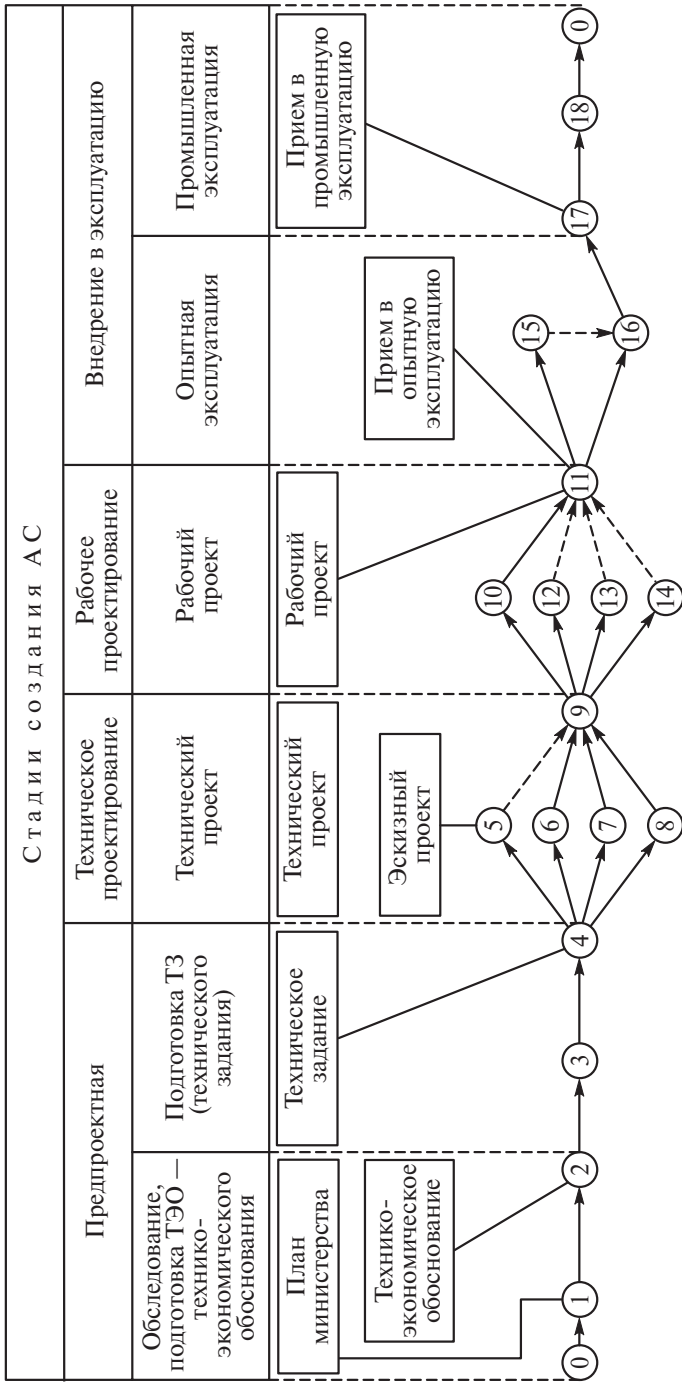 Стадии создания АС
Предпроектная
Техническое
проектирование
Рабочее
проектирование
Внедрение в эксплуатацию
Обследование,
подготовка ТЭО —
технико-
экономического
обоснования
Подготовка ТЗ
(технического
задания)
Технический
проект
Рабочий
проект
Опытная
эксплуатация
Промышленная
эксплуатация
План
министерства
Техническое
задание
Технический
проект
Рабочий
проект
Прием в
промышленную
эксплуатацию
Технико-
экономическое
обоснование
Эскизный
проект
Прием в
опытную
эксплуатацию
0
1
2
3
4
5
6
7
8
9
10
12
13
14
11
15
16
17
18
0